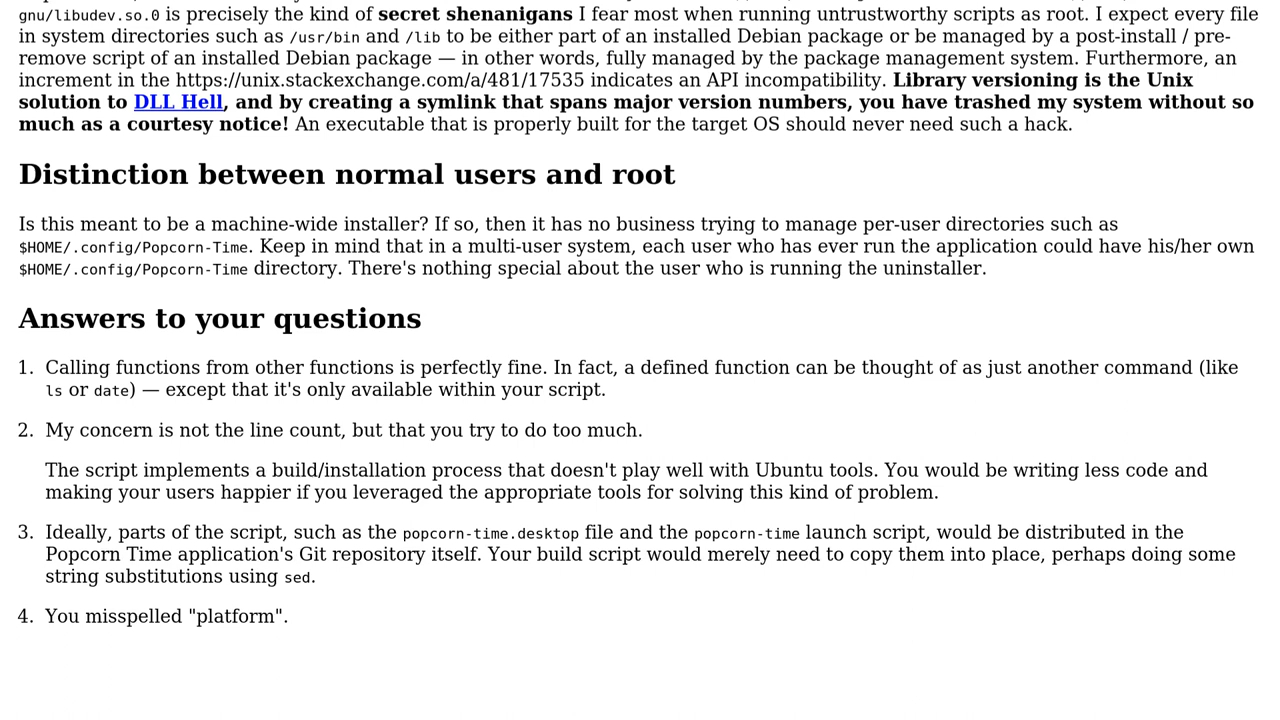 gnu/libudev.so.0 is precisely the kind of secret shenanigans I fear most when running untrustworthy scripts as root. I expect every file
in system directories such as /usr/bin and /lib to be either part of an installed Debian package or be managed by a post-install / pre-
remove script of an installed Debian package — in other words, fully managed by the package management system. Furthermore, an
increment in the https://unix.stackexchange.com/a/481/17535 indicates an API incompatibility. Library versioning is the Unix
solution to DLL Hell, and by creating a symlink that spans major version numbers, you have trashed my system without so
much as a courtesy notice! An executable that is properly built for the target OS should never need such a hack.
Distinction between normal users and root
Is this meant to be a machine-wide installer? If so, then it has no business trying to manage per-user directories such as
$HOME/.config/Popcorn-Time. Keep in mind that in a multi-user system, each user who has ever run the application could have his/her own
$HOME/.config/Popcorn-Time directory. There's nothing special about the user who is running the uninstaller.
Answers to your questions
1. Calling functions from other functions is perfectly fine. In fact, a defined function can be thought of as just another command (like
ls or date) — except that it's only available within your script.
2. My concern is not the line count, but that you try to do too much.
The script implements a build/installation process that doesn't play well with Ubuntu tools. You would be writing less code and
making your users happier if you leveraged the appropriate tools for solving this kind of problem.
3. Ideally, parts of the script, such as the popcorn-time.desktop file and the popcorn-time launch script, would be distributed in the
Popcorn Time application's Git repository itself. Your build script would merely need to copy them into place, perhaps doing some
string substitutions using sed.
4. You misspelled "platform".